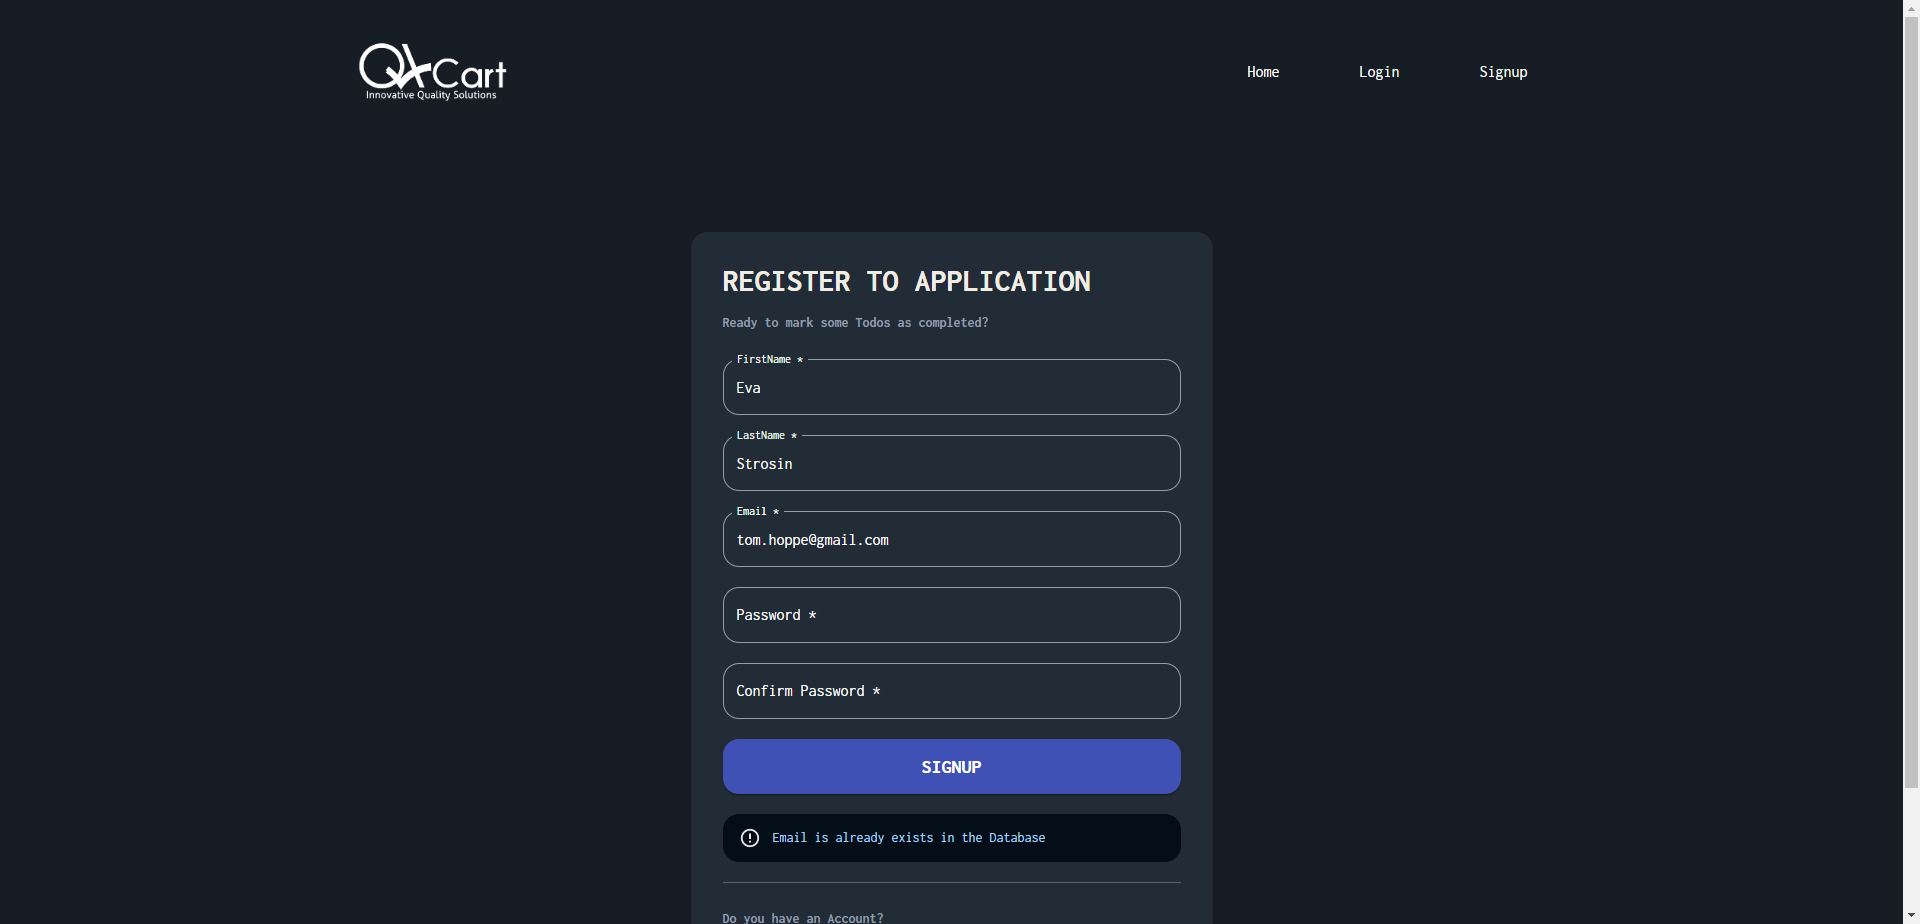 QACart
Innovative Quality Solutions
Home Login Signup
REGISTER TO APPLICATION
Ready to mark some Todos as completed?
FirstName *
Eva
LastName *
Strosin
Email *
tom.hoppe@gmail.com
Password *
Confirm Password *
SIGNUP
Email is already exists in the Database
Do you have an Account?